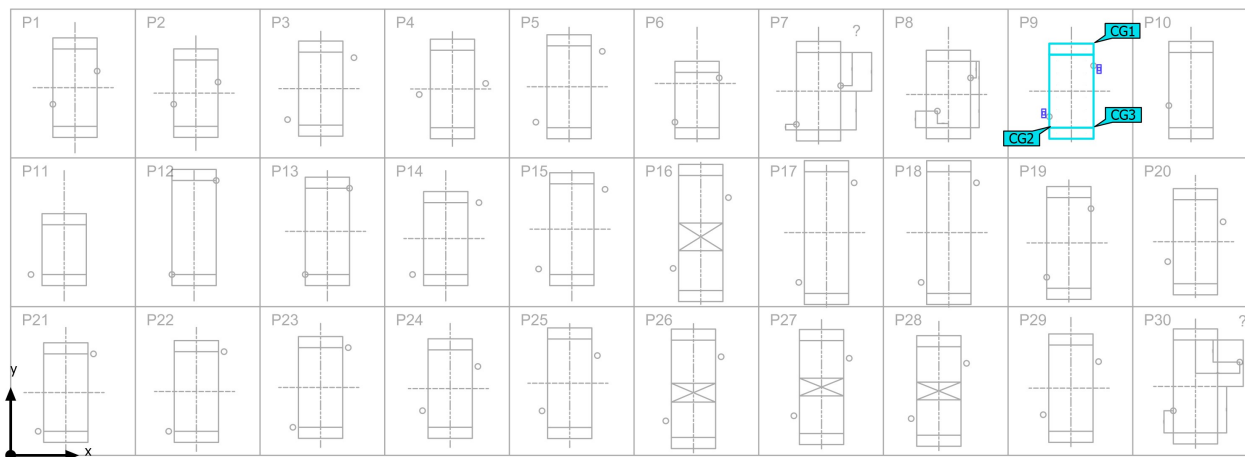 P1 P2 P3 P4 P5 P6 P7 ? P8 P9 CG1 P10
CG2 CG3
P11 P12 P13 P14 P15 P16 P17 P18 P19 P20
P21 P22 P23 P24 P25 P26 P27 P28 P29 P30 ?
y
x